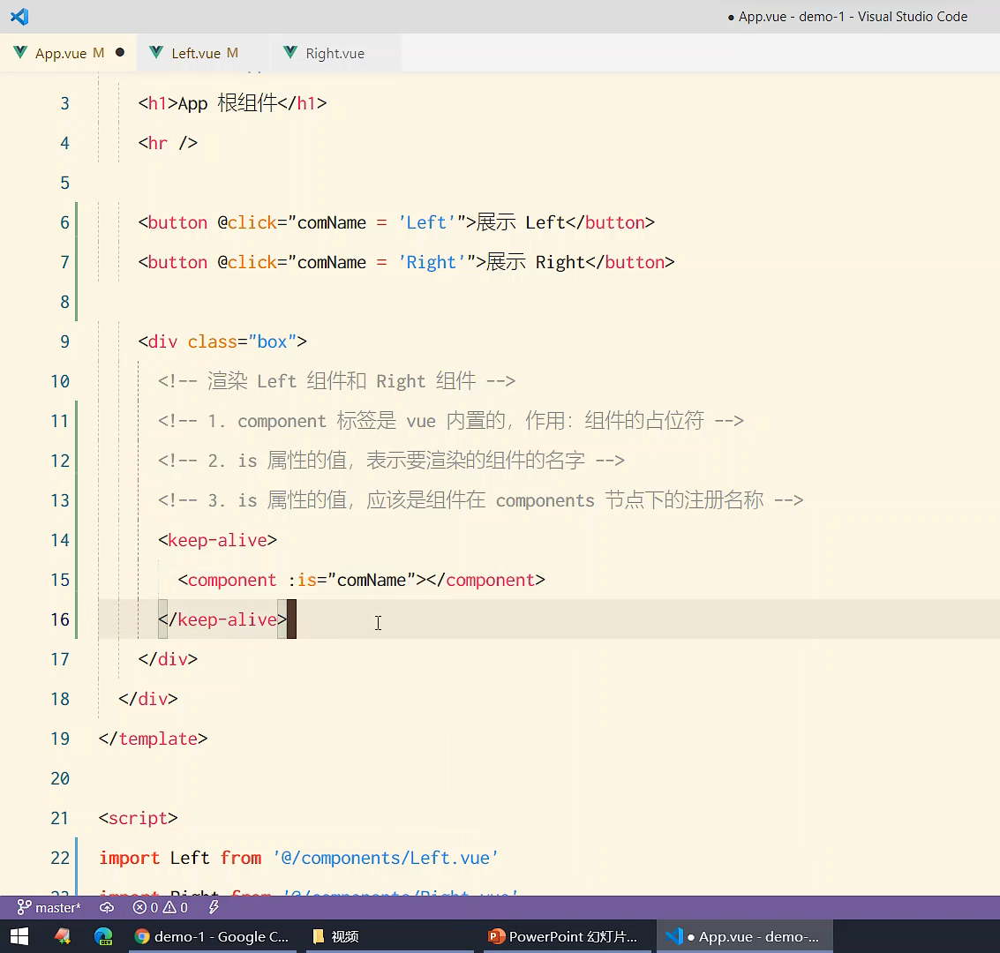 ● App.vue - demo-1 - Visual Studio Code
App.vue M ● Left.vue M Right.vue
3 <h1>App 根组件</h1>
4 <hr />
5
6 <button @click="comName = 'Left'">展示 Left</button>
7 <button @click="comName = 'Right'">展示 Right</button>
8
9 <div class="box">
10 <!-- 渲染 Left 组件和 Right 组件 -->
11 <!-- 1. component 标签是 vue 内置的，作用：组件的占位符 -->
12 <!-- 2. is 属性的值，表示要渲染的组件的名字 -->
13 <!-- 3. is 属性的值，应该是组件在 components 节点下的注册名称 -->
14 <keep-alive>
15 <component :is="comName"></component>
16 </keep-alive>
17 </div>
18 </div>
19 </template>
20
21 <script>
22 import Left from '@/components/Left.vue'
23 import Right from '@/components/Right.vue'
master* 0 0
demo-1 - Google C... 视频 PowerPoint 幻灯片... ● App.vue - demo-...